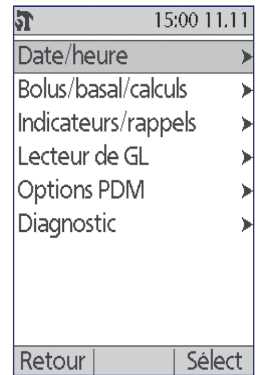 15:00 11.11
Date/heure
Bolus/basal/calculs
Indicateurs/rappels
Lecteur de GL
Options PDM
Diagnostic
Retour Sélect